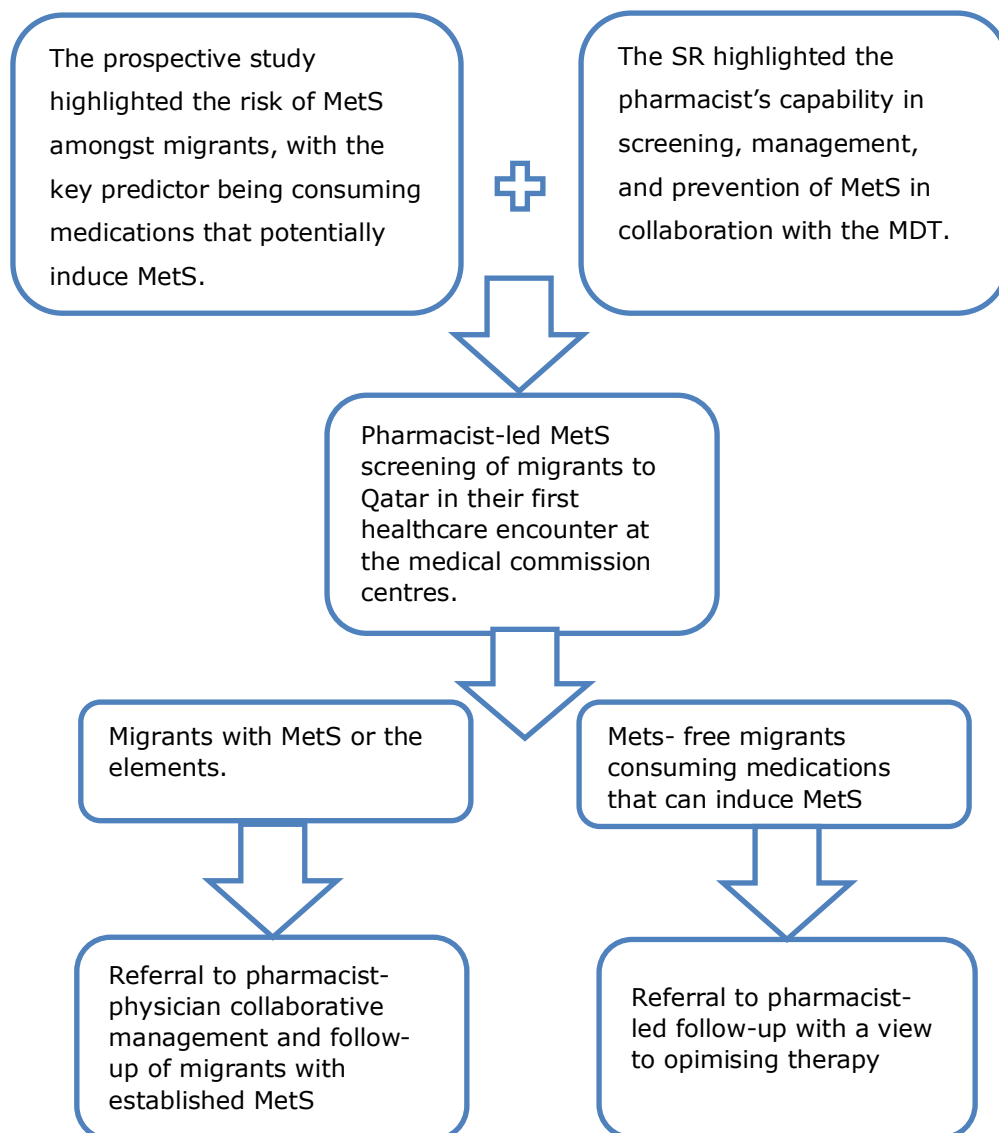 The prospective study
highlighted the risk of MetS
amongst migrants, with the
key predictor being consuming
medications that potentially
induce MetS.
The SR highlighted the
pharmacist's capability in
screening, management,
and prevention of MetS in
collaboration with the MDT.
Pharmacist-led MetS
screening of migrants to
Qatar in their first
healthcare encounter at
the medical commission
centres.
Migrants with MetS or the
elements.
Mets- free migrants
consuming medications
that can induce MetS
Referral to pharmacist-
physician collaborative
management and follow-
up of migrants with
established MetS
Referral to pharmacist-
led follow-up with a view
to opimising therapy